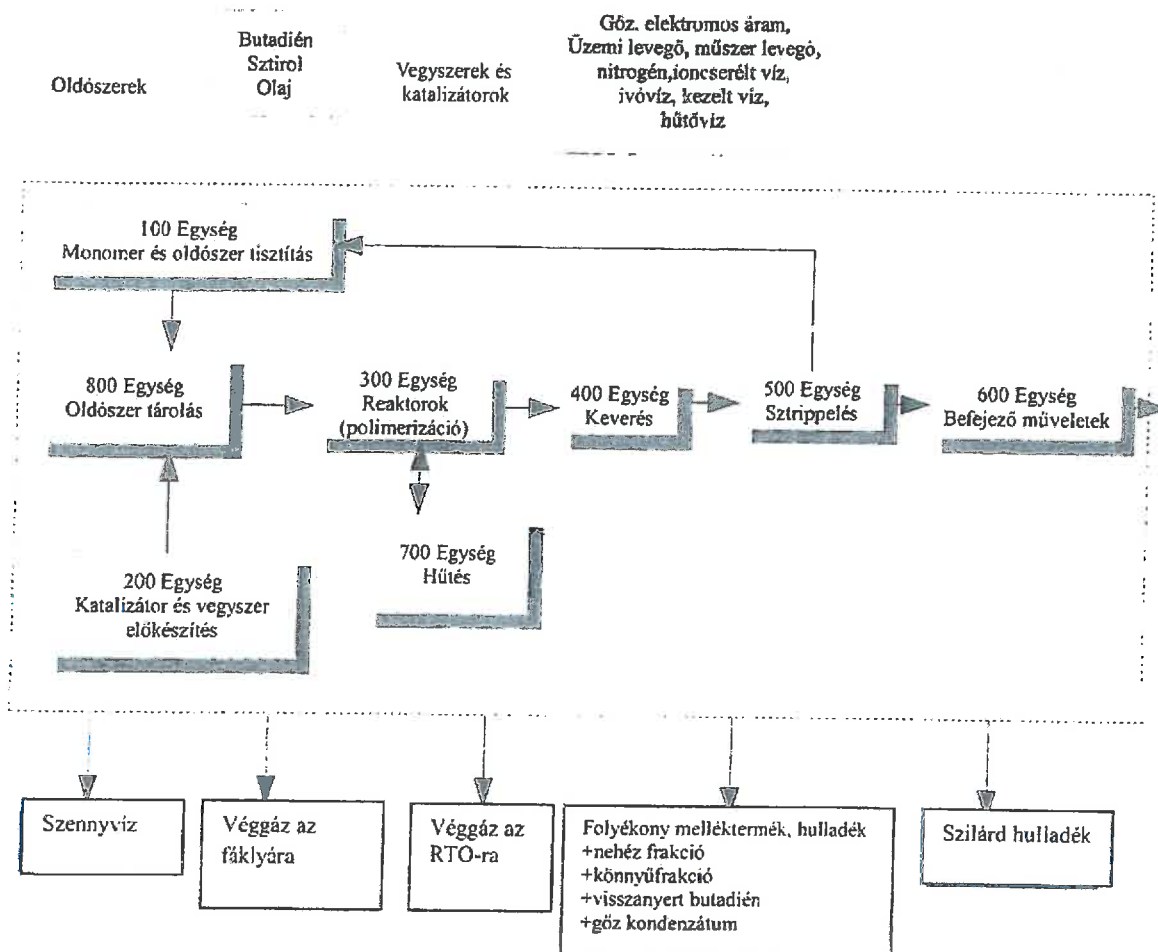 Oldószerek
Butadién
Sztirol
Olaj
Vegyszerek és
katalizátorok
Gőz. elektromos áram,
Üzemi levegő, műszer levegő,
nitrogén,ioncserélt víz,
ivóvíz, kezelt víz,
hűtővíz
100 Egység
Monomer és oldószer tisztítás
800 Egység
Oldószer tárolás
300 Egység
Reaktorok
(polimerizáció)
400 Egység
Keverés
500 Egység
Sztrippelés
600 Egység
Befejező műveletek
200 Egység
Katalizátor és vegyszer
előkészítés
700 Egység
Hűtés
Szennyvíz
Véggáz az
fáklyára
Véggáz az
RTO-ra
Folyékony melléktermék, hulladék
+nehéz frakció
+könnyűfrakció
+visszanyert butadién
+gőz kondenzátum
Szilárd hulladék